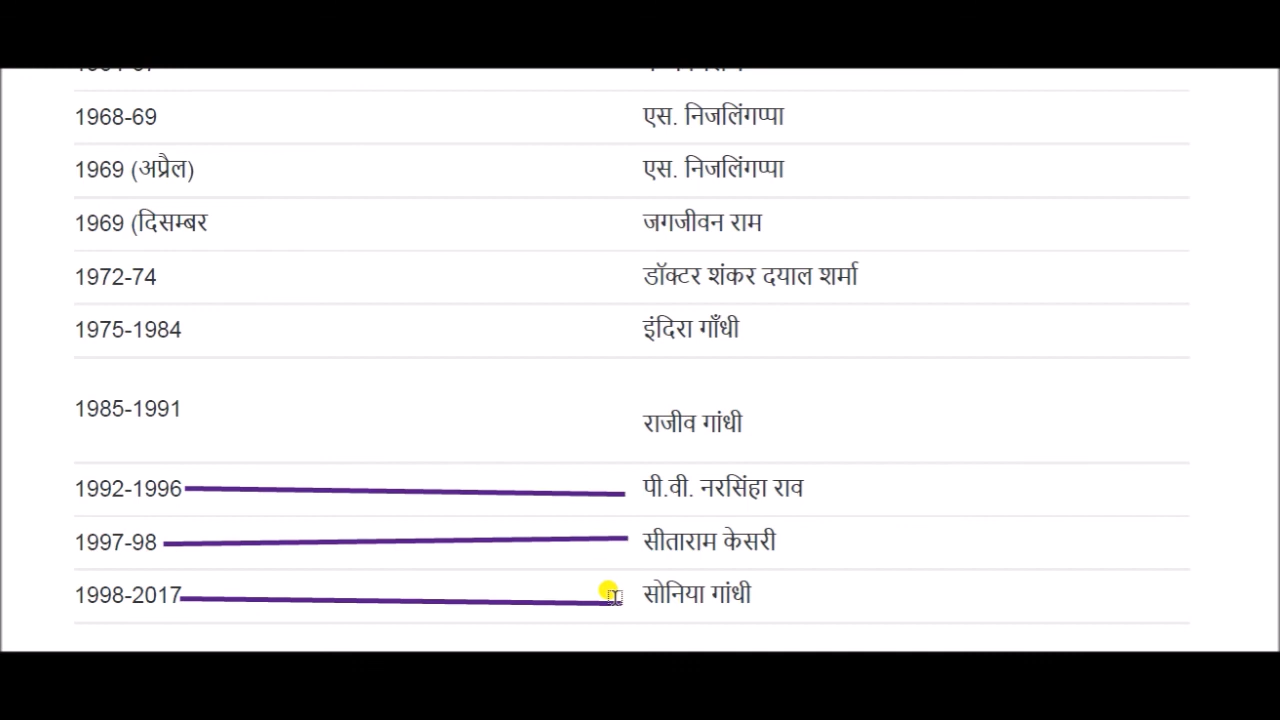 1968-69 एस. निजलिंगप्पा
1969 (अप्रैल) एस. निजलिंगप्पा
1969 (दिसम्बर जगजीवन राम
1972-74 डॉक्टर शंकर दयाल शर्मा
1975-1984 इंदिरा गाँधी
1985-1991 राजीव गांधी
1992-1996 पी.वी. नरसिंहा राव
1997-98 सीताराम केसरी
1998-2017 सोनिया गांधी